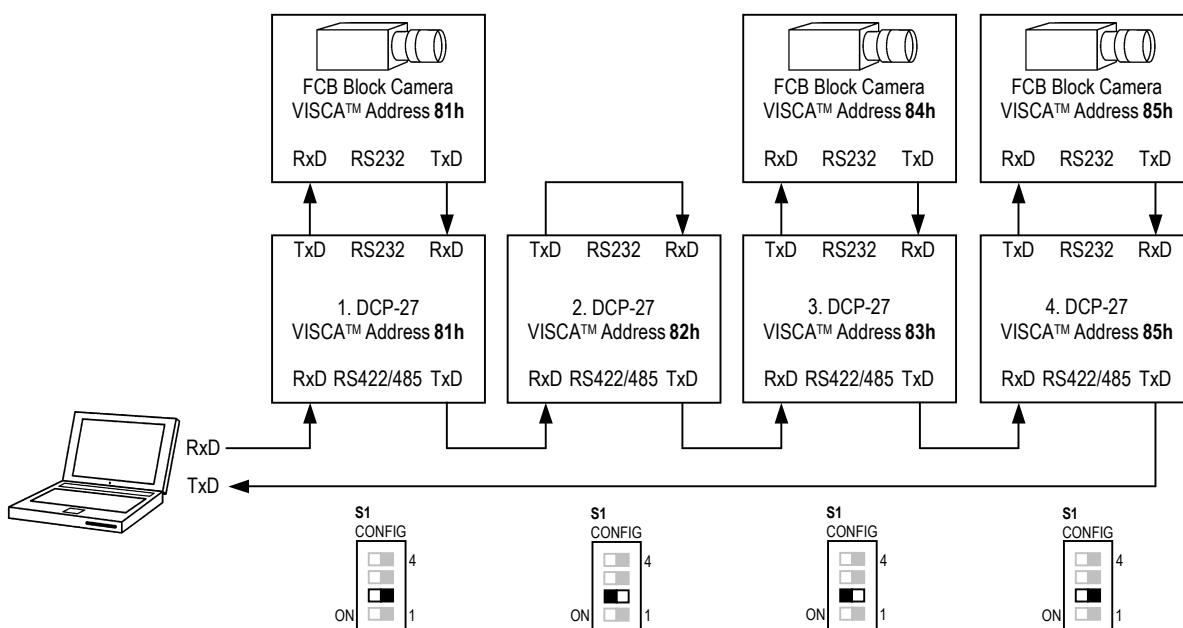 FCB Block Camera
VISCA™ Address 81h
RxD RS232 TxD
FCB Block Camera
VISCA™ Address 84h
RxD RS232 TxD
FCB Block Camera
VISCA™ Address 85h
RxD RS232 TxD
TxD RS232 RxD
1. DCP-27
VISCA™ Address 81h
RxD RS422/485 TxD
TxD RS232 RxD
2. DCP-27
VISCA™ Address 82h
RxD RS422/485 TxD
TxD RS232 RxD
3. DCP-27
VISCA™ Address 83h
RxD RS422/485 TxD
TxD RS232 RxD
4. DCP-27
VISCA™ Address 85h
RxD RS422/485 TxD
RxD
TxD
S1
CONFIG
4
ON 1
S1
CONFIG
4
ON 1
S1
CONFIG
4
ON 1
S1
CONFIG
4
ON 1